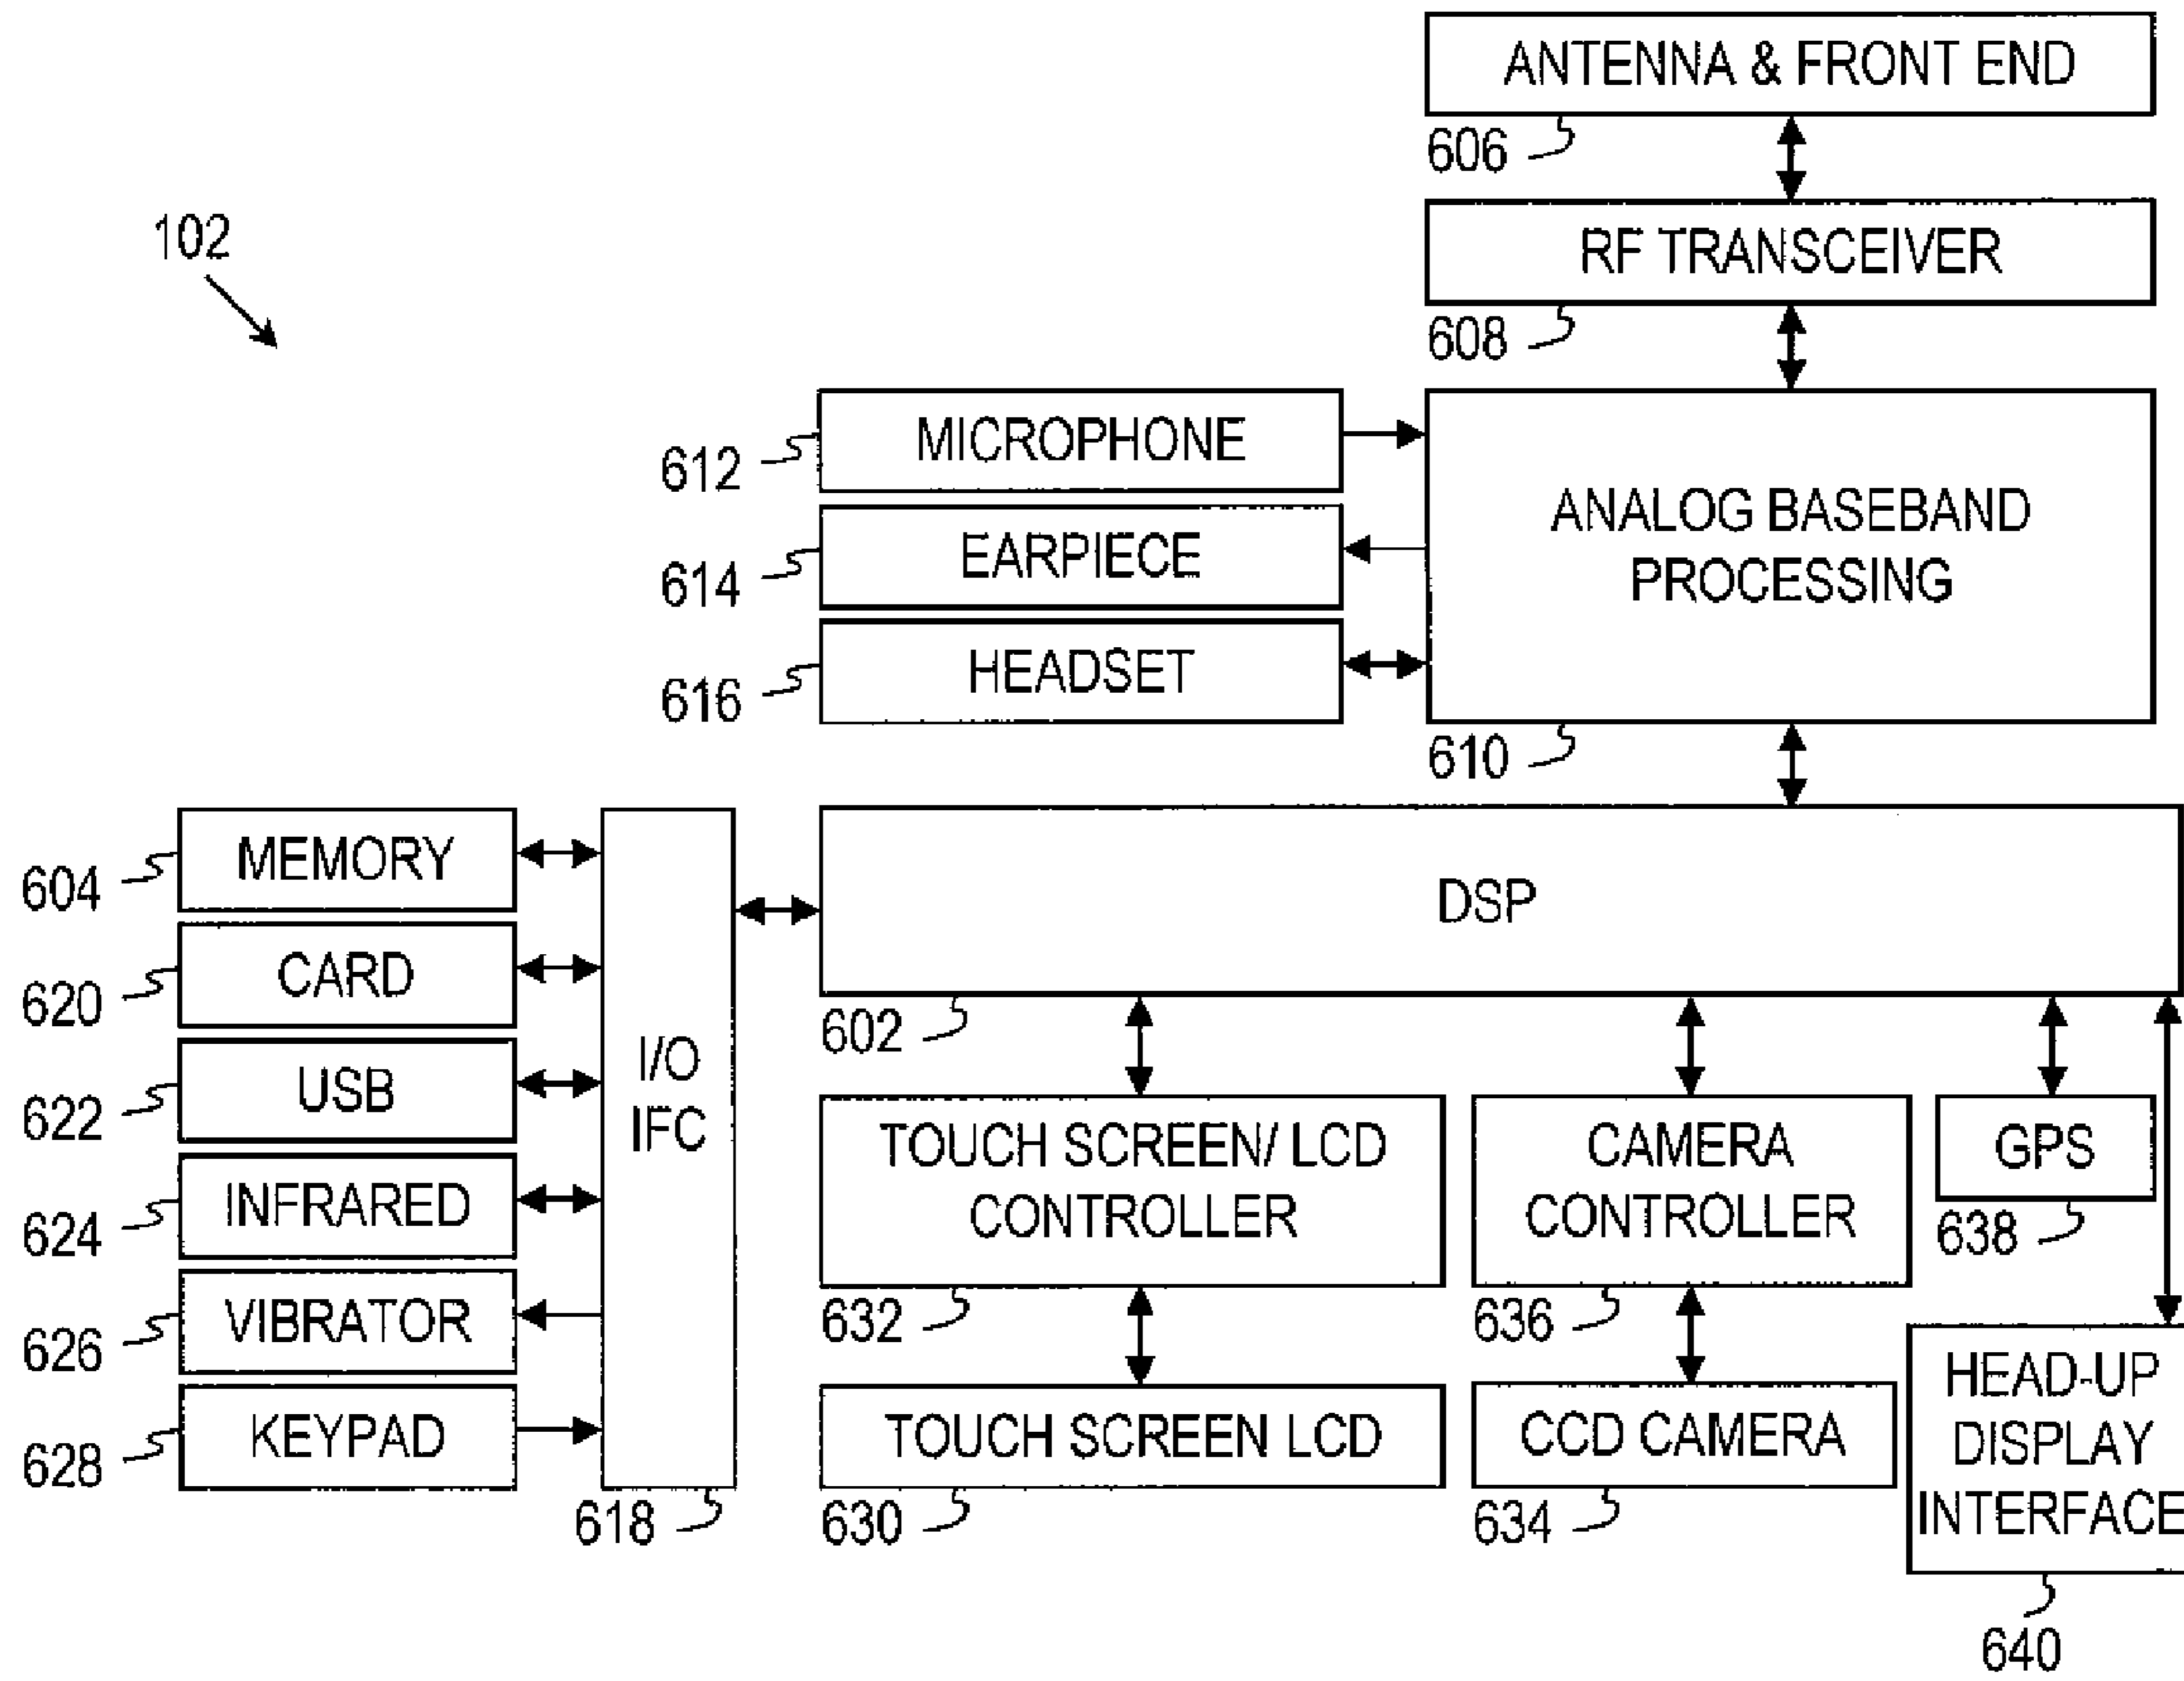 ANTENNA & FRONT END
606
102
RF TRANSCEIVER
608
MICROPHONE
612
EARPIECE
614
HEADSET
616
ANALOG BASEBAND
PROCESSING
610
MEMORY
604
CARD
620
USB
622
INFRARED
624
VIBRATOR
626
KEYPAD
628
I/O
IFC
618
DSP
602
TOUCH SCREEN/ LCD
CONTROLLER
632
TOUCH SCREEN LCD
630
CAMERA
CONTROLLER
636
CCD CAMERA
634
GPS
638
HEAD-UP
DISPLAY
INTERFACE
640